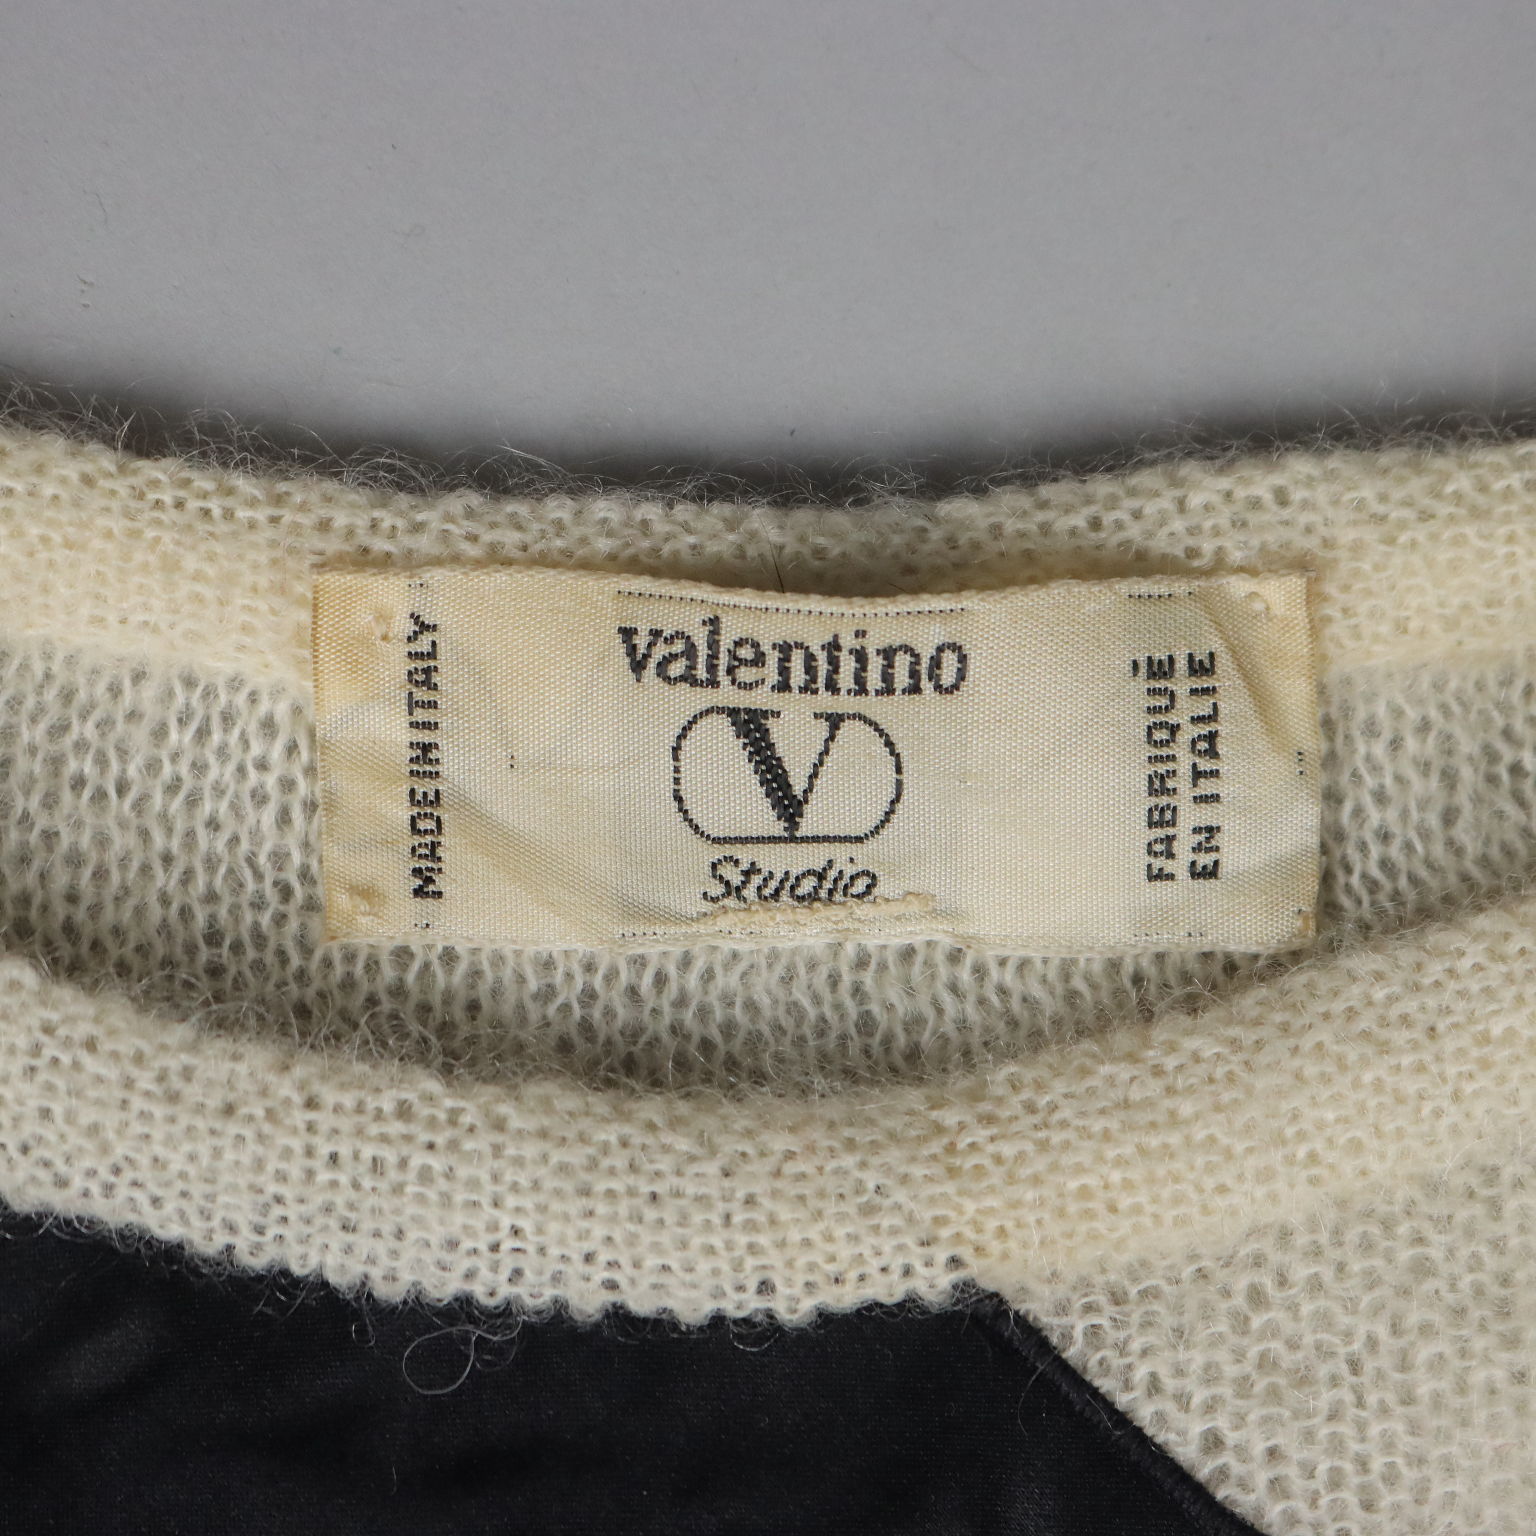 MADE IN ITALY
valentino
V
Studio
FABRIQUÉ
EN ITALIE